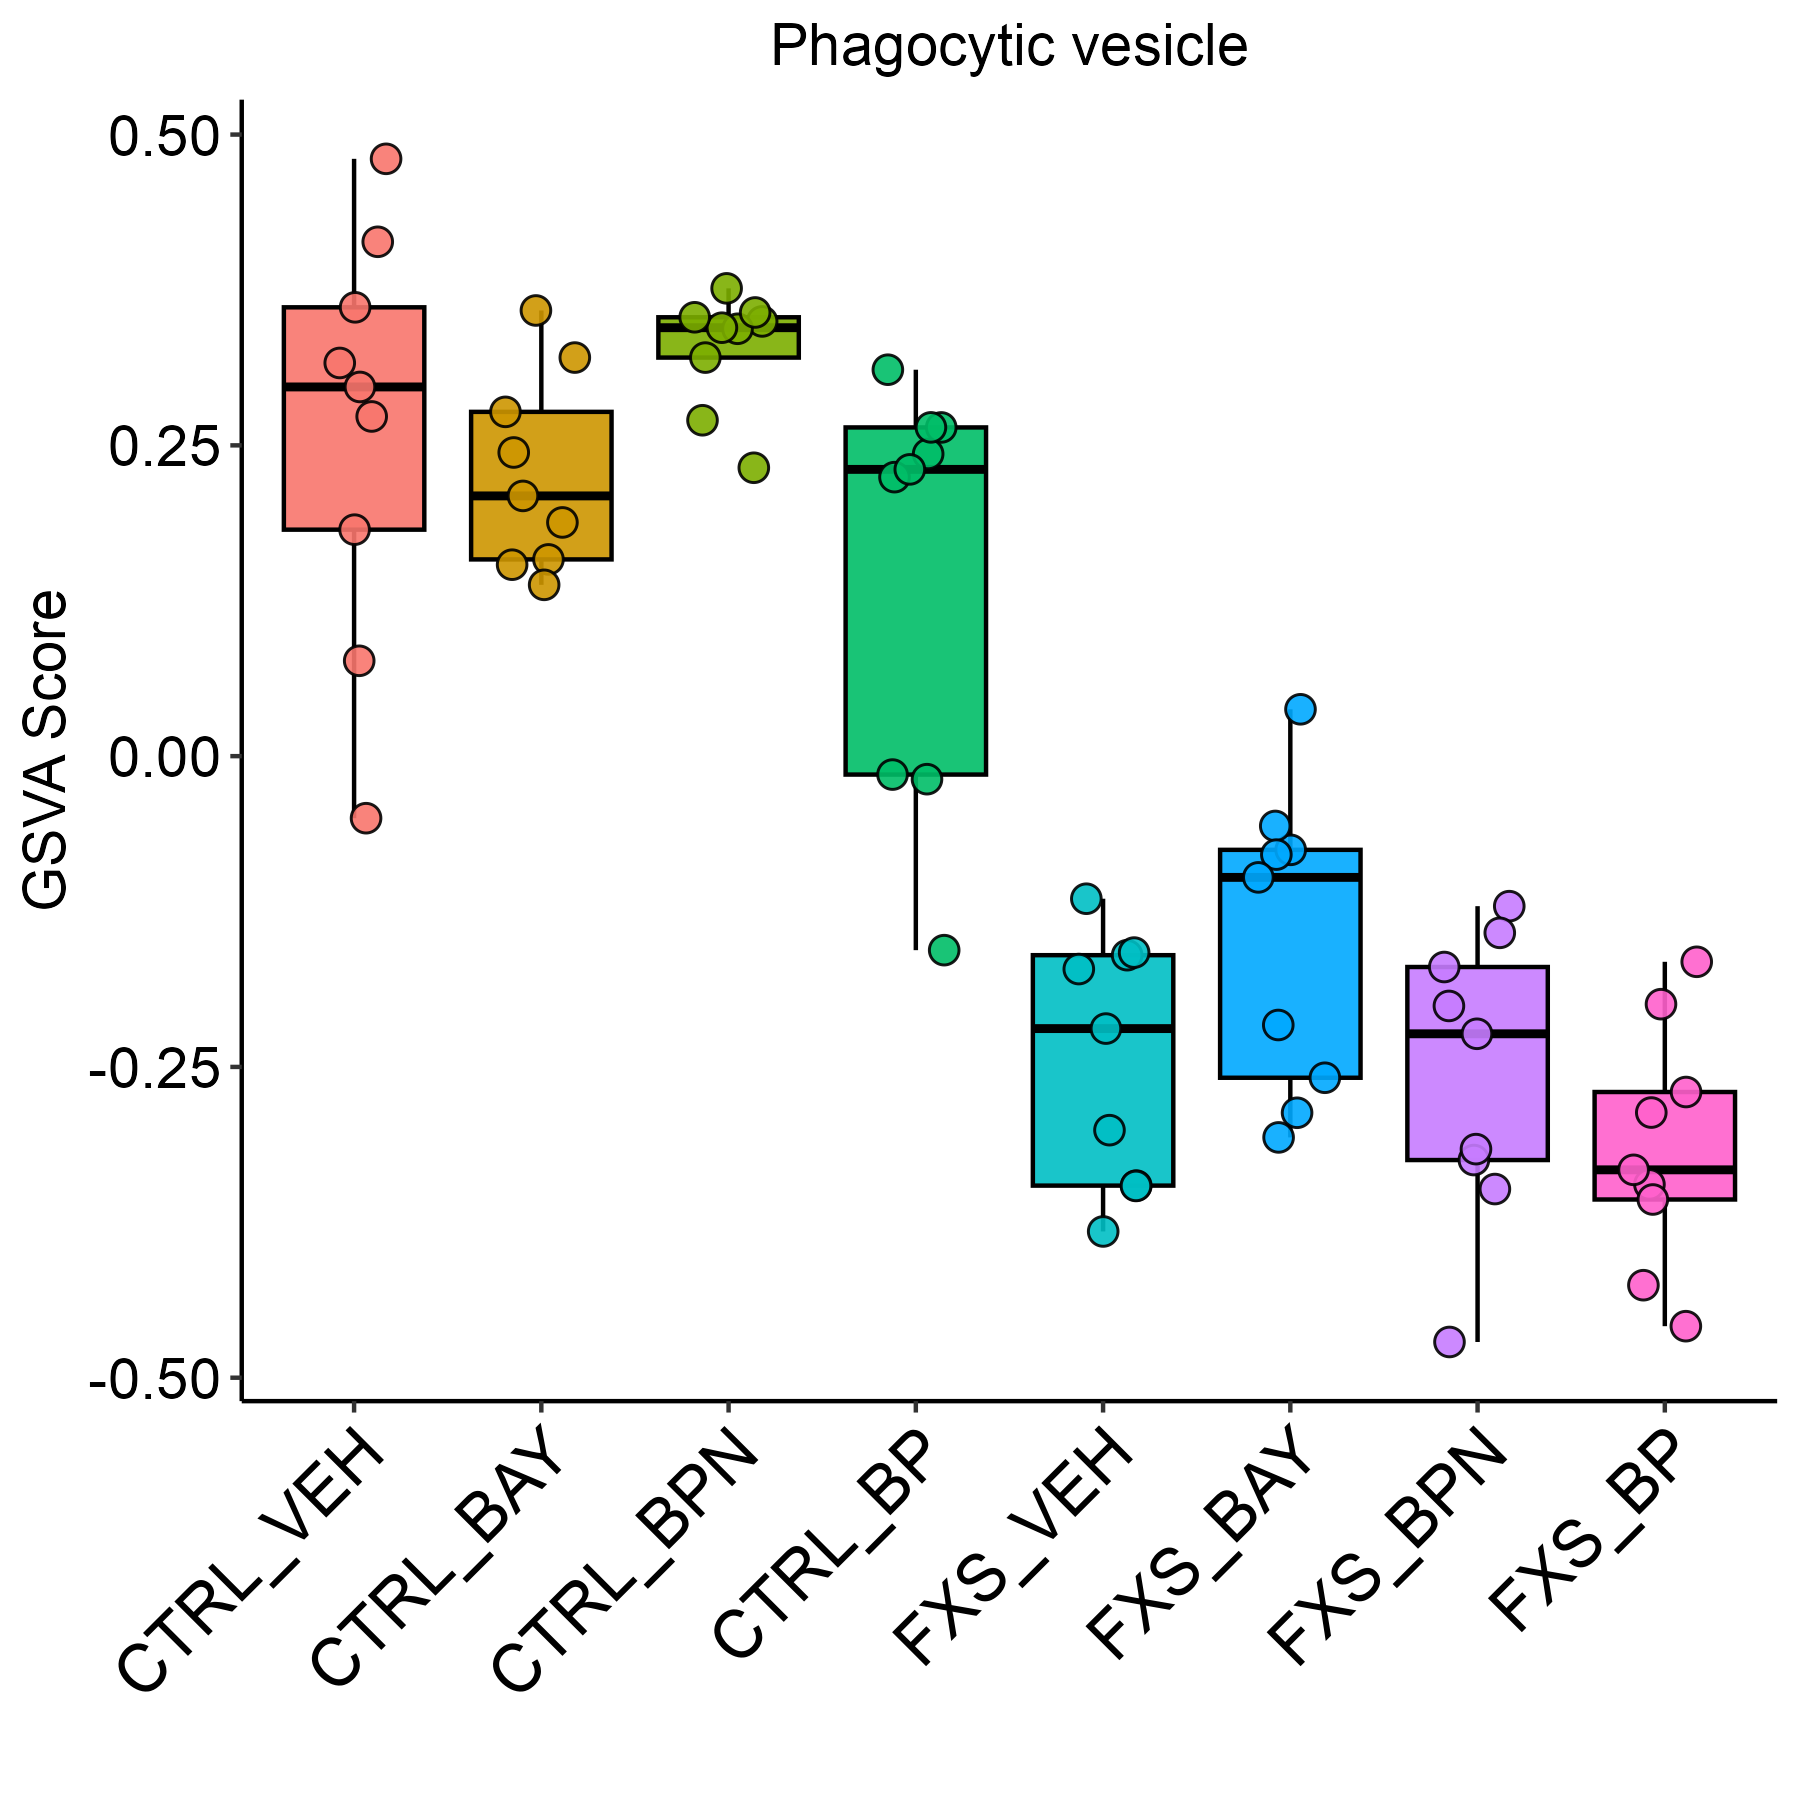 Phagocytic vesicle
GSVA Score
0.50
0.25
0.00
-0.25
-0.50
CTRL_VEH
CTRL_BAY
CTRL_BPN
CTRL_BP
FXS_VEH
FXS_BAY
FXS_BPN
FXS_BP